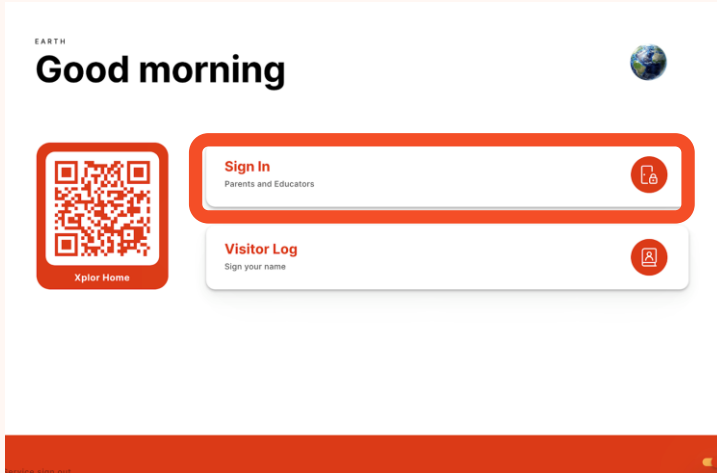 EARTH
Good morning
Sign In
Parents and Educators
Xplor Home
Visitor Log
Sign your name